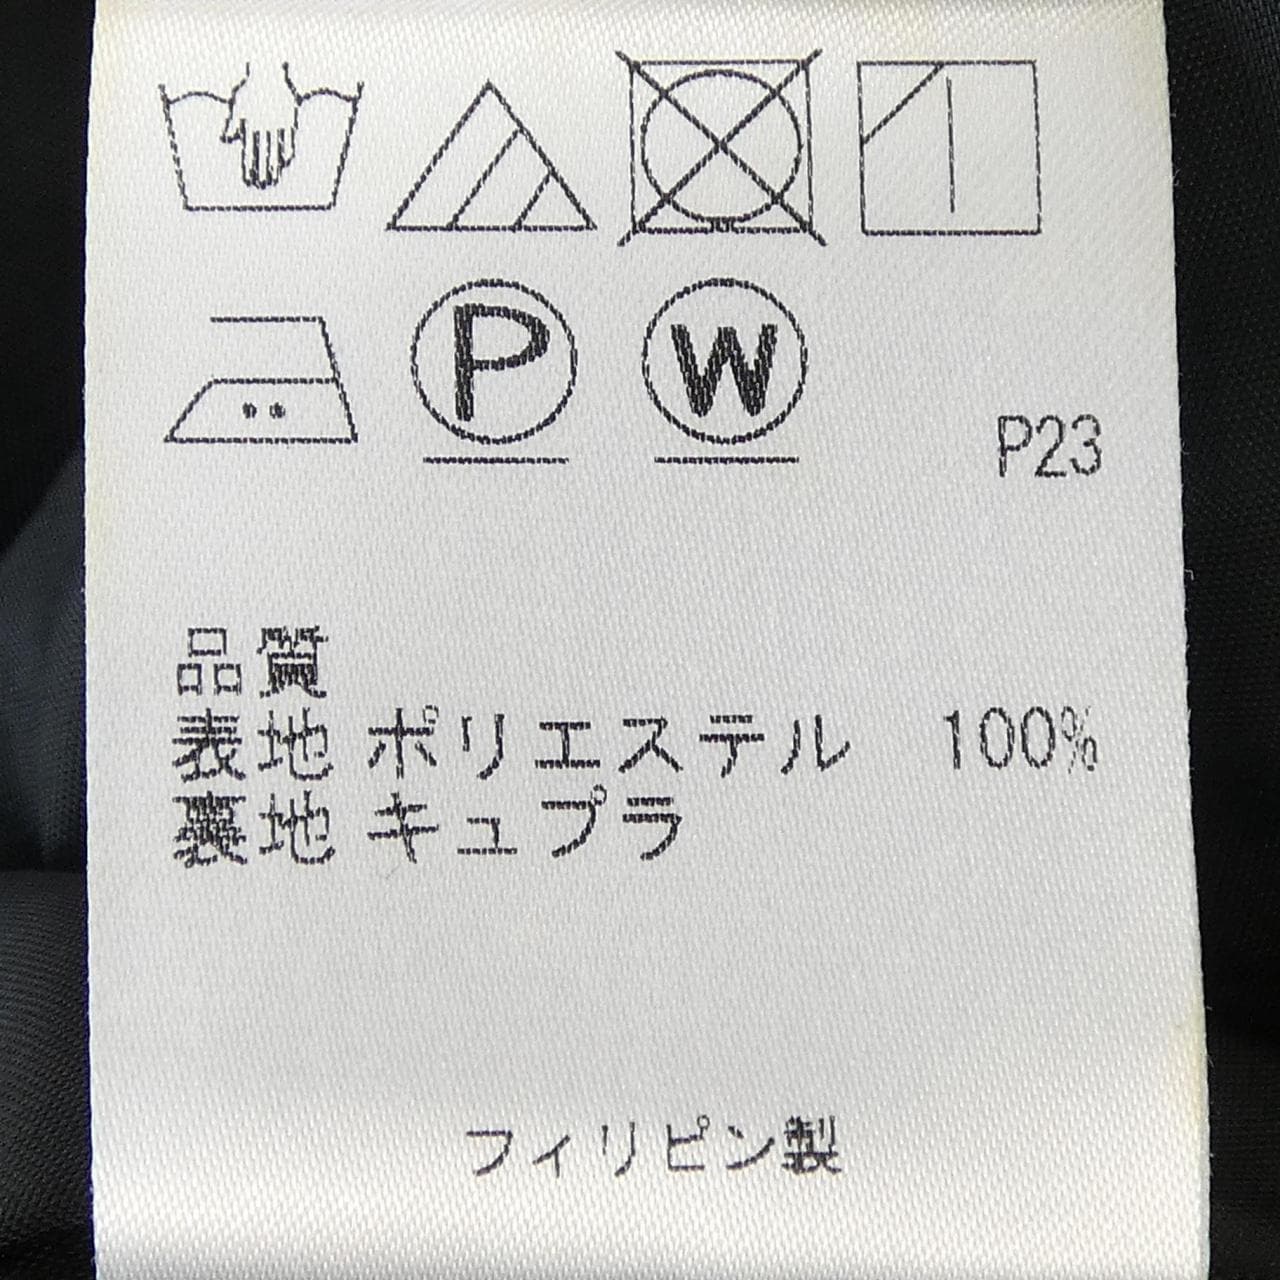 P W P23
品質
表地 ポリエステル 100%
裏地 キュプラ
フィリピン製